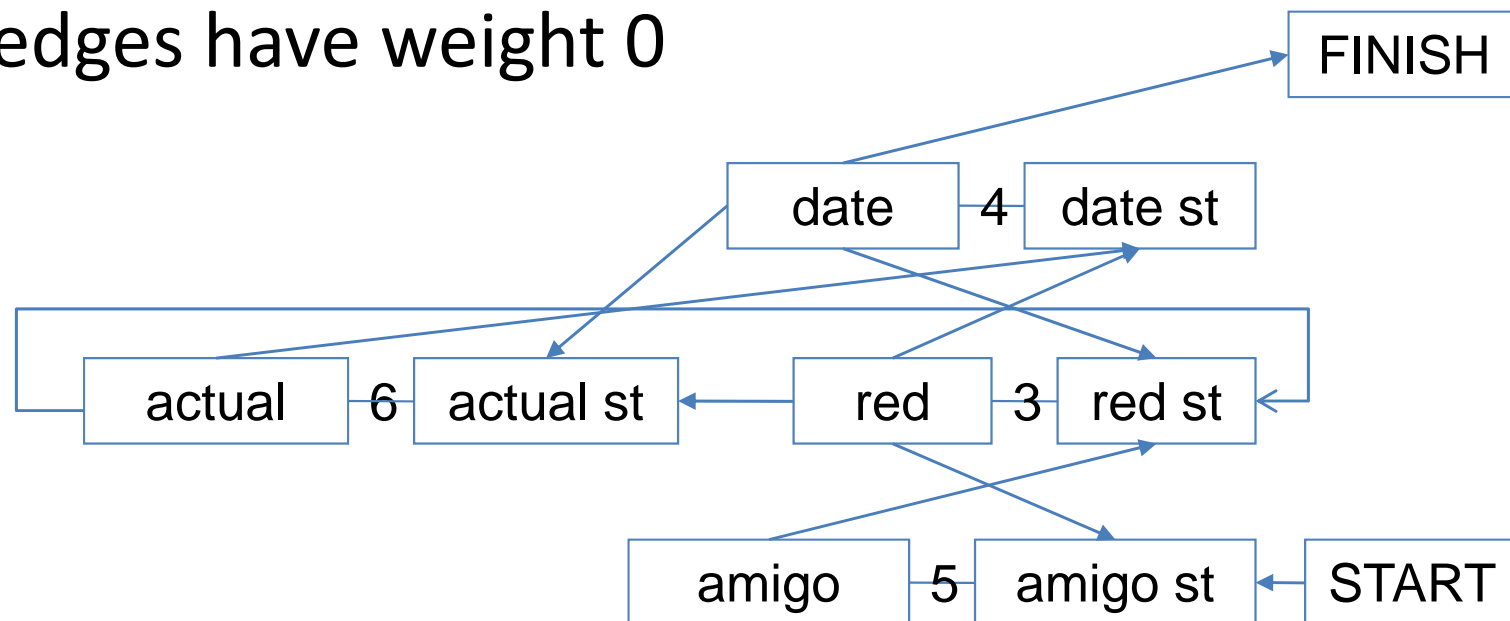 edges have weight 0
FINISH
date 4 date st
actual 6 actual st red 3 red st
amigo 5 amigo st START